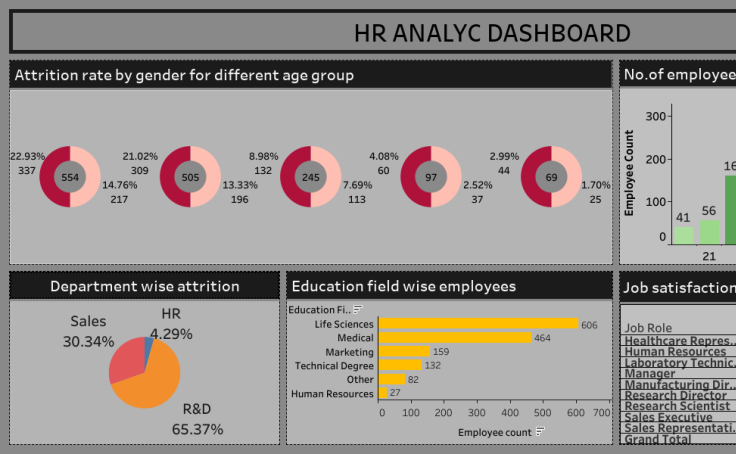 HR ANALYC DASHBOARD
Attrition rate by gender for different age group
22.93%
337
554
14.76%
217
21.02%
309
505
13.33%
196
8.98%
132
245
7.69%
113
4.08%
60
97
2.52%
37
2.99%
44
69
1.70%
25
No.of employee
Employee Count
300
200
100
0
41
56
16
21
Department wise attrition
HR
4.29%
Sales
30.34%
R&D
65.37%
Education field wise employees
Education Fi..
Life Sciences 606
Medical 464
Marketing 159
Technical Degree 132
Other 82
Human Resources 27
0 100 200 300 400 500 600 700
Employee count
Job satisfaction
Job Role
Healthcare Repres..
Human Resources
Laboratory Technic..
Manager
Manufacturing Dir..
Research Director
Research Scientist
Sales Executive
Sales Representati..
Grand Total